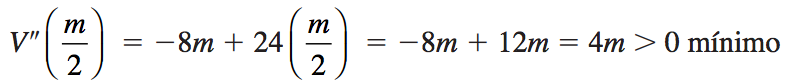 V″(m/2) = −8m + 24(m/2) = −8m + 12m = 4m > 0 mínimo